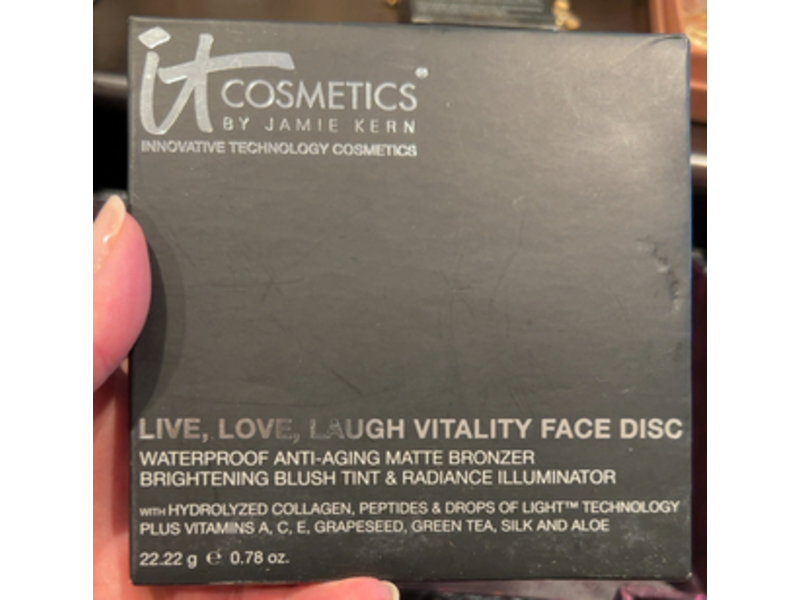 it COSMETICS®
BY JAMIE KERN
INNOVATIVE TECHNOLOGY COSMETICS
LIVE, LOVE, LAUGH VITALITY FACE DISC
WATERPROOF ANTI-AGING MATTE BRONZER
BRIGHTENING BLUSH TINT & RADIANCE ILLUMINATOR
WITH HYDROLYZED COLLAGEN, PEPTIDES & DROPS OF LIGHT™ TECHNOLOGY
PLUS VITAMINS A, C, E, GRAPESEED, GREEN TEA, SILK AND ALOE
22.22 g ℮ 0.78 oz.